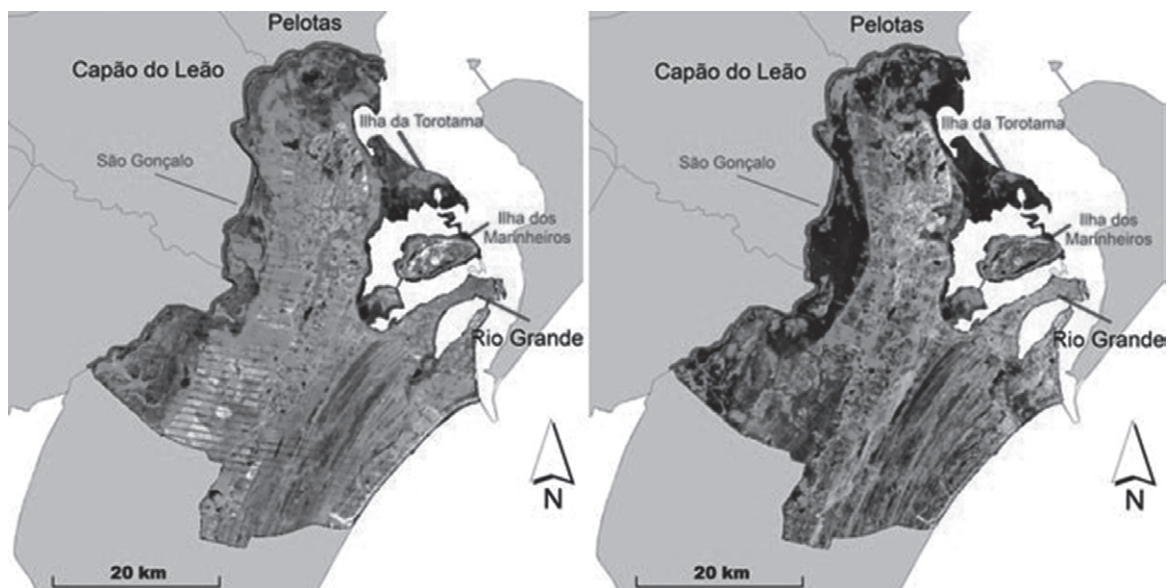 Pelotas
Capão do Leão
Ilha da Torotama
São Gonçalo
Ilha dos
Marinheiros
Rio Grande
N
20 km
Pelotas
Capão do Leão
Ilha da Torotama
São Gonçalo
Ilha dos
Marinheiros
Rio Grande
N
20 km